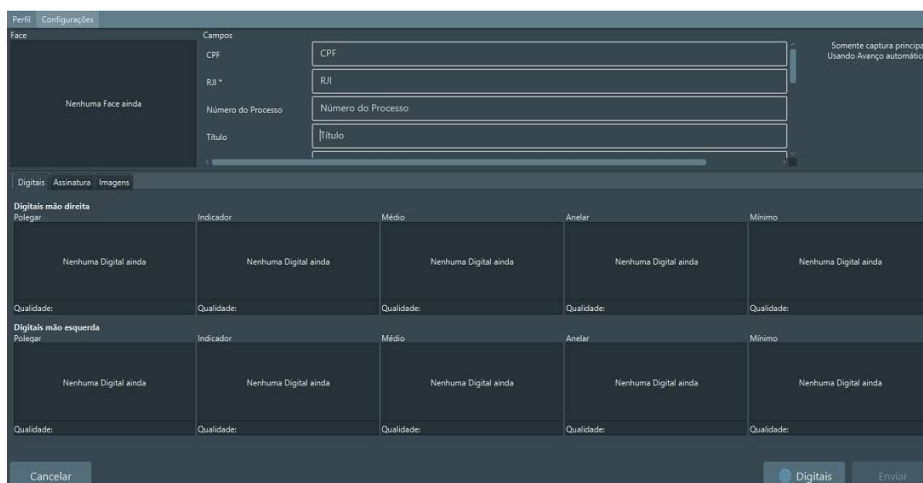 Perfil Configurações
Face
Nenhuma Face ainda
Campos
CPF CPF
RJI * RJI
Número do Processo Número do Processo
Título Título
Somente captura principa
Usando Avanço automátic
Digitais Assinatura Imagens
Digitais mão direita
Polegar Indicador Médio Anelar Mínimo
Nenhuma Digital ainda Nenhuma Digital ainda Nenhuma Digital ainda Nenhuma Digital ainda Nenhuma Digital ainda
Qualidade: Qualidade: Qualidade: Qualidade: Qualidade:
Digitais mão esquerda
Polegar Indicador Médio Anelar Mínimo
Nenhuma Digital ainda Nenhuma Digital ainda Nenhuma Digital ainda Nenhuma Digital ainda Nenhuma Digital ainda
Qualidade: Qualidade: Qualidade: Qualidade: Qualidade:
Cancelar Digitais Enviar